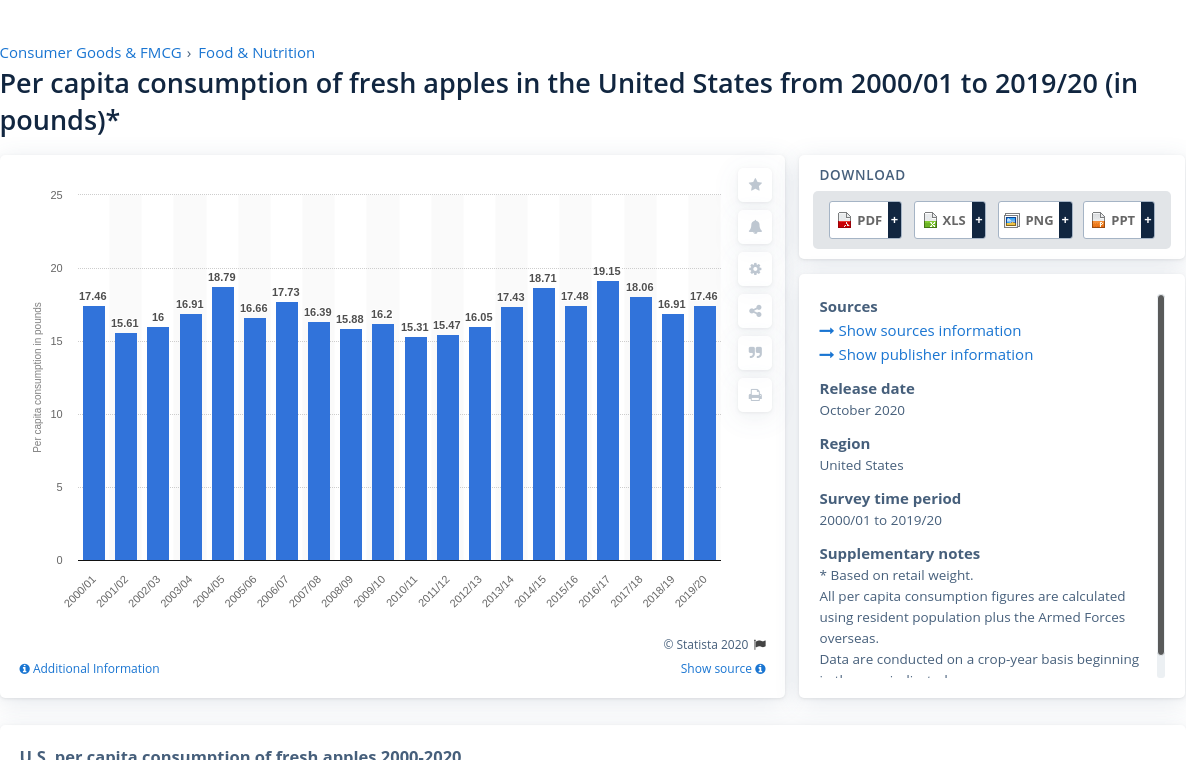 Consumer Goods & FMCG › Food & Nutrition
Per capita consumption of fresh apples in the United States from 2000/01 to 2019/20 (in
pounds)*
Per capita consumption in pounds
25
20
15
10
5
0
17.46
15.61
16
16.91
18.79
16.66
17.73
16.39
15.88
16.2
15.31
15.47
16.05
17.43
18.71
17.48
19.15
18.06
16.91
17.46
2000/01
2001/02
2002/03
2003/04
2004/05
2005/06
2006/07
2007/08
2008/09
2009/10
2010/11
2011/12
2012/13
2013/14
2014/15
2015/16
2016/17
2017/18
2018/19
2019/20
© Statista 2020
Additional Information
Show source
DOWNLOAD
PDF + XLS + PNG + PPT +
Sources
Show sources information
Show publisher information
Release date
October 2020
Region
United States
Survey time period
2000/01 to 2019/20
Supplementary notes
* Based on retail weight.
All per capita consumption figures are calculated
using resident population plus the Armed Forces
overseas.
Data are conducted on a crop-year basis beginning
U.S. per capita consumption of fresh apples 2000-2020